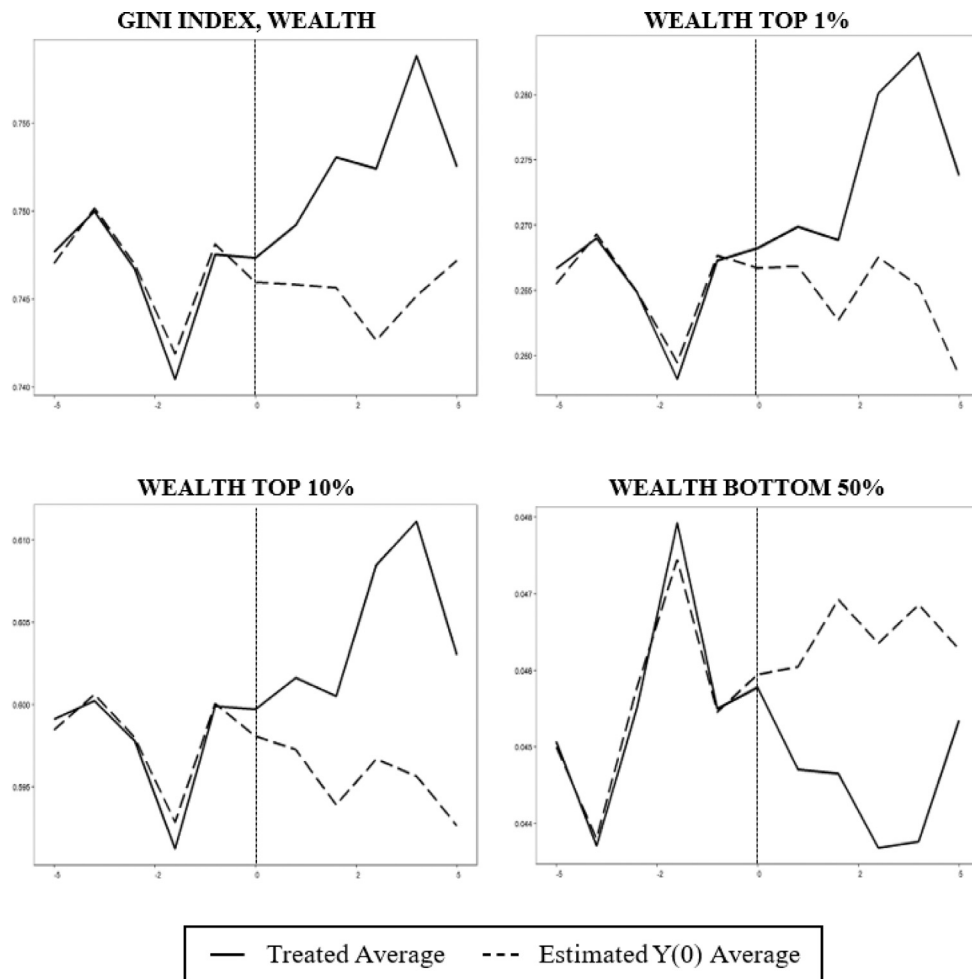 GINI INDEX, WEALTH
0.755
0.750
0.745
0.740
-5 -2 0 2 5
WEALTH TOP 1%
0.280
0.275
0.270
0.265
0.260
-5 -2 0 2 5
WEALTH TOP 10%
0.610
0.605
0.600
0.595
-5 -2 0 2 5
WEALTH BOTTOM 50%
0.048
0.047
0.046
0.045
0.044
-5 -2 0 2 5
Treated Average Estimated Y(0) Average